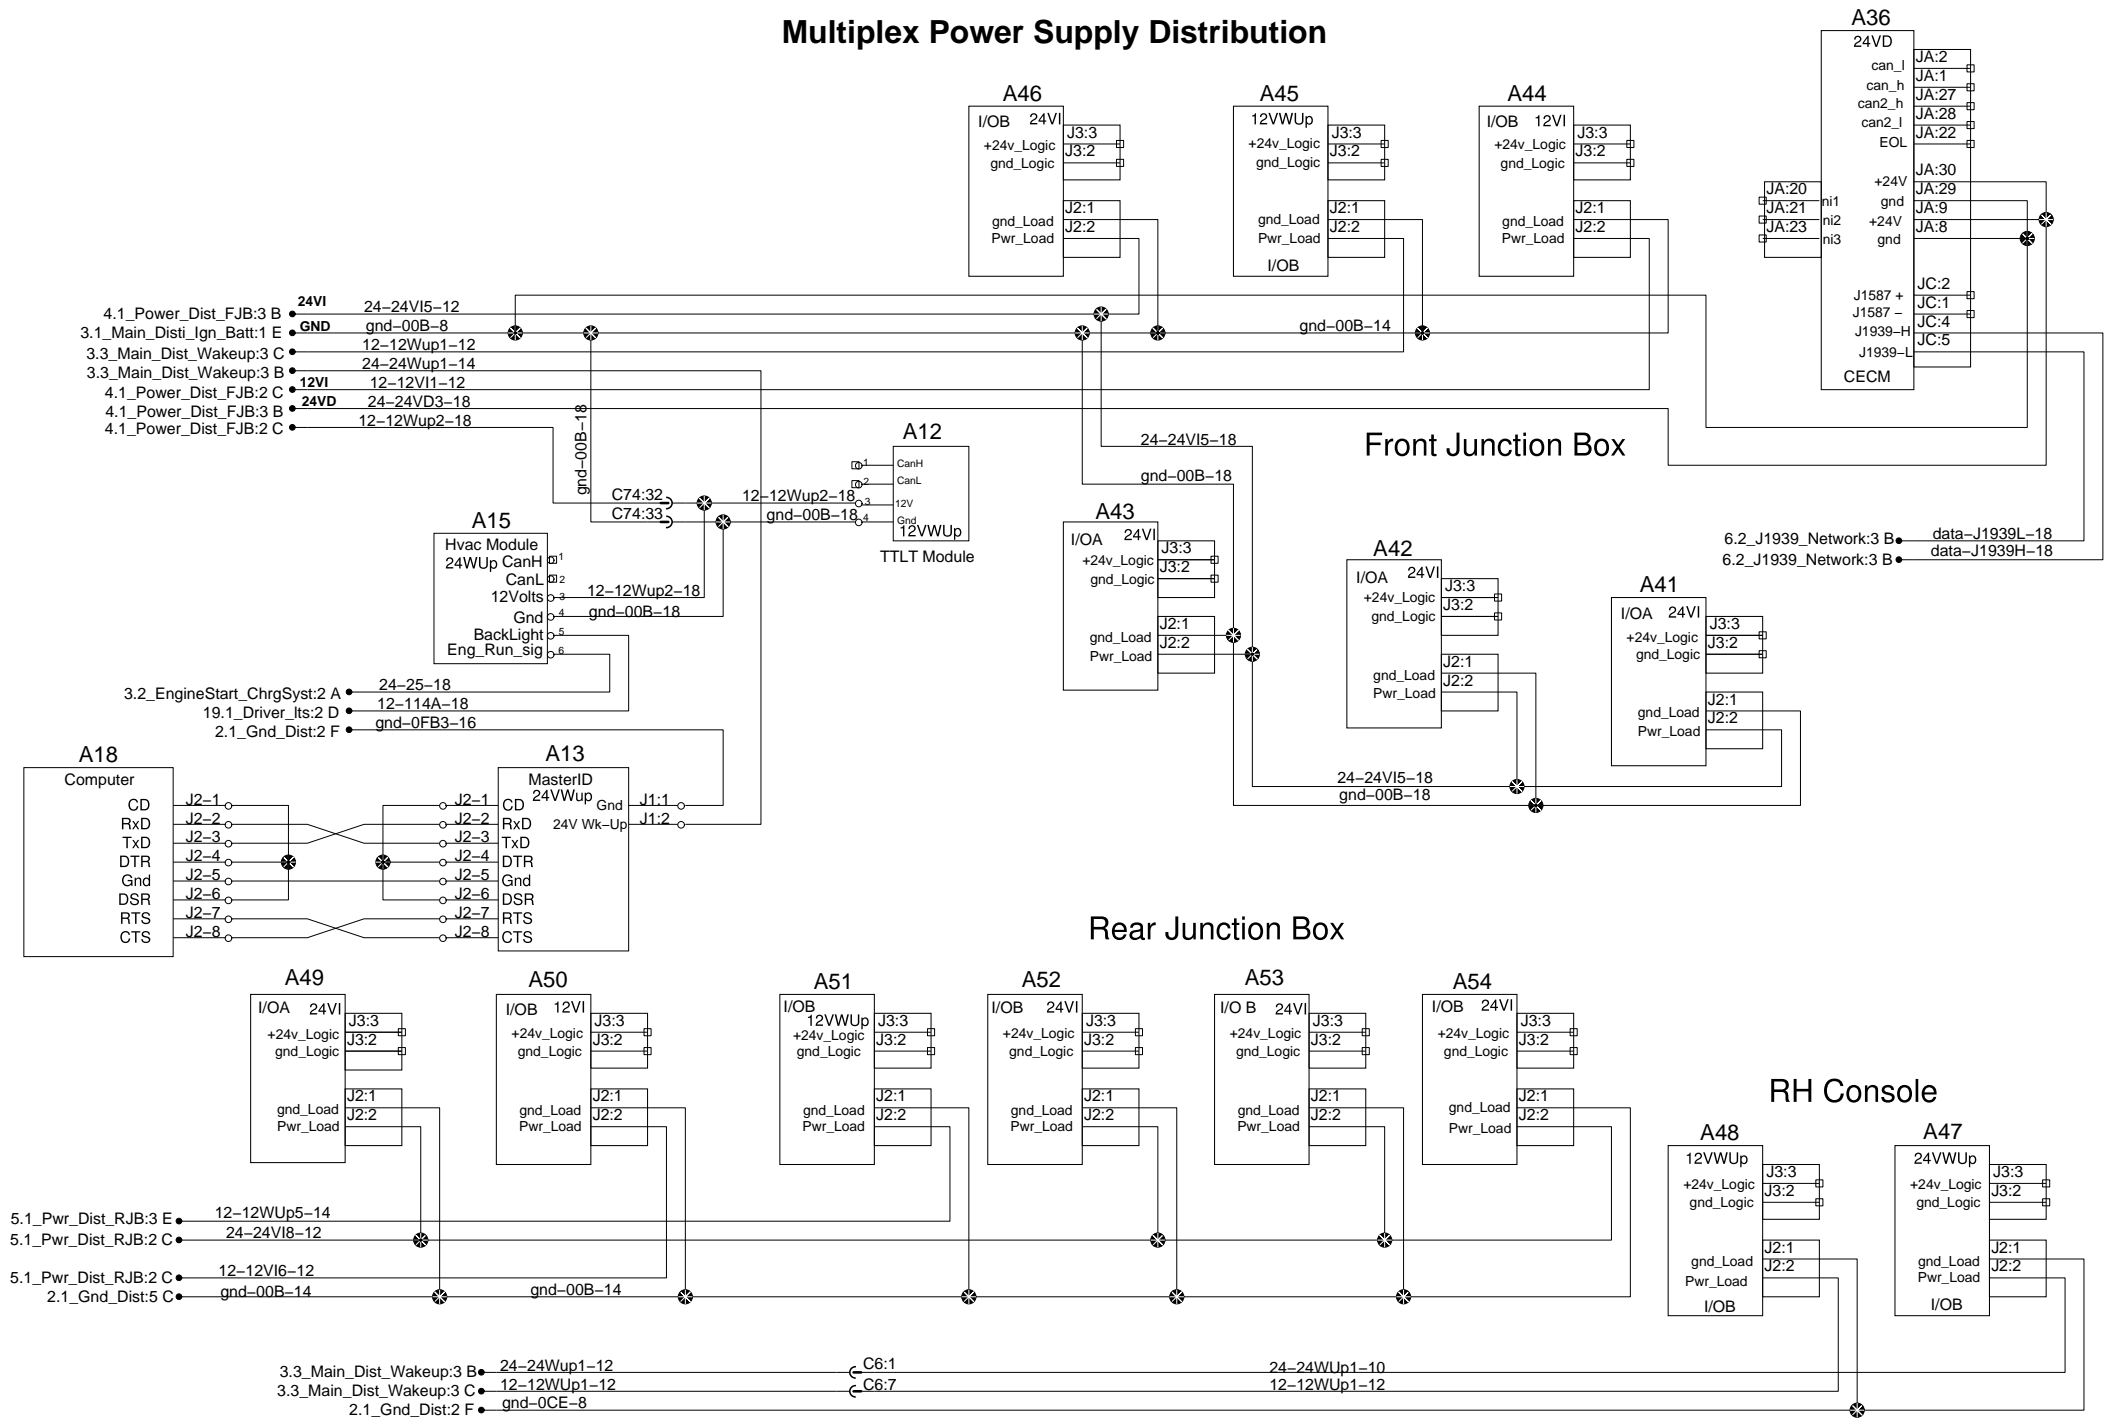 Multiplex Power Supply Distribution
A36
24VD
can_l
can_h
can2_h
can2_l
EOL
+24V
gnd
+24V
gnd
J1587 +
J1587 –
J1939–H
J1939–L
CECM
JA:2
JA:1
JA:27
JA:28
JA:22
JA:30
JA:29
JA:9
JA:8
JC:2
JC:1
JC:4
JC:5
JA:20
JA:21
JA:23
ni1
ni2
ni3
A46
I/OB 24VI
+24v_Logic
gnd_Logic
gnd_Load
Pwr_Load
J3:3
J3:2
J2:1
J2:2
A45
12VWUp
+24v_Logic
gnd_Logic
gnd_Load
Pwr_Load
I/OB
J3:3
J3:2
J2:1
J2:2
A44
I/OB 12VI
+24v_Logic
gnd_Logic
gnd_Load
Pwr_Load
J3:3
J3:2
J2:1
J2:2
4.1_Power_Dist_FJB:3 B 24VI 24–24VI5–12
3.1_Main_Disti_Ign_Batt:1 E GND gnd–00B–8 gnd–00B–14
3.3_Main_Dist_Wakeup:3 C 12–12Wup1–12
3.3_Main_Dist_Wakeup:3 B 24–24Wup1–14
4.1_Power_Dist_FJB:2 C 12VI 12–12VI1–12
4.1_Power_Dist_FJB:3 B 24VD 24–24VD3–18
4.1_Power_Dist_FJB:2 C 12–12Wup2–18
gnd–00B–18
C74:32
C74:33
12–12Wup2–18
gnd–00B–18
A12
CanH
CanL
12V
Gnd
12VWUp
1
2
3
4
TTLT Module
24–24VI5–18
gnd–00B–18
Front Junction Box
A15
Hvac Module
24WUp CanH
CanL
12Volts
Gnd
BackLight
Eng_Run_sig
1
2
3
4
5
6
12–12Wup2–18
gnd–00B–18
A43
I/OA 24VI
+24v_Logic
gnd_Logic
gnd_Load
Pwr_Load
J3:3
J3:2
J2:1
J2:2
A42
I/OA 24VI
+24v_Logic
gnd_Logic
gnd_Load
Pwr_Load
J3:3
J3:2
J2:1
J2:2
A41
I/OA 24VI
+24v_Logic
gnd_Logic
gnd_Load
Pwr_Load
J3:3
J3:2
J2:1
J2:2
6.2_J1939_Network:3 B data–J1939L–18
6.2_J1939_Network:3 B data–J1939H–18
24–24VI5–18
gnd–00B–18
3.2_EngineStart_ChrgSyst:2 A 24–25–18
19.1_Driver_lts:2 D 12–114A–18
2.1_Gnd_Dist:2 F gnd–0FB3–16
A18
Computer
CD J2–1
RxD J2–2
TxD J2–3
DTR J2–4
Gnd J2–5
DSR J2–6
RTS J2–7
CTS J2–8
A13
MasterID
24VWup
J2–1 CD Gnd J1:1
J2–2 RxD 24V Wk–Up J1:2
J2–3 TxD
J2–4 DTR
J2–5 Gnd
J2–6 DSR
J2–7 RTS
J2–8 CTS
Rear Junction Box
A49
I/OA 24VI
+24v_Logic
gnd_Logic
gnd_Load
Pwr_Load
J3:3
J3:2
J2:1
J2:2
A50
I/OB 12VI
+24v_Logic
gnd_Logic
gnd_Load
Pwr_Load
J3:3
J3:2
J2:1
J2:2
A51
I/OB
12VWUp
+24v_Logic
gnd_Logic
gnd_Load
Pwr_Load
J3:3
J3:2
J2:1
J2:2
A52
I/OB 24VI
+24v_Logic
gnd_Logic
gnd_Load
Pwr_Load
J3:3
J3:2
J2:1
J2:2
A53
I/O B 24VI
+24v_Logic
gnd_Logic
gnd_Load
Pwr_Load
J3:3
J3:2
J2:1
J2:2
A54
I/OB 24VI
+24v_Logic
gnd_Logic
gnd_Load
Pwr_Load
J3:3
J3:2
J2:1
J2:2
RH Console
A48
12VWUp
+24v_Logic
gnd_Logic
gnd_Load
Pwr_Load
I/OB
J3:3
J3:2
J2:1
J2:2
A47
24VWUp
+24v_Logic
gnd_Logic
gnd_Load
Pwr_Load
I/OB
J3:3
J3:2
J2:1
J2:2
5.1_Pwr_Dist_RJB:3 E 12–12WUp5–14
5.1_Pwr_Dist_RJB:2 C 24–24VI8–12
5.1_Pwr_Dist_RJB:2 C 12–12VI6–12
2.1_Gnd_Dist:5 C gnd–00B–14 gnd–00B–14
3.3_Main_Dist_Wakeup:3 B 24–24Wup1–12 C6:1 24–24WUp1–10
3.3_Main_Dist_Wakeup:3 C 12–12WUp1–12 C6:7 12–12WUp1–12
2.1_Gnd_Dist:2 F gnd–0CE–8